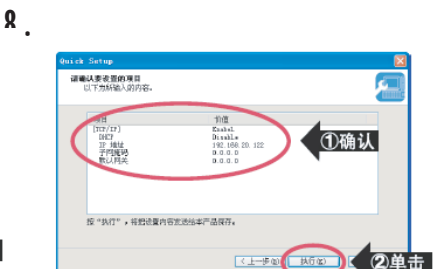 8.
Quick Setup
请确认要设置的项目
以下为所输入的内容。
项目 价值
[TCP/IP] Enabel
DHCP Disable
IP 地址 192.168.20.122
子网掩码 0.0.0.0
默认网关 0.0.0.0
①确认
按“执行”，将把设置内容发送给本产品保存。
<上一步(B) 执行(E)
②单击